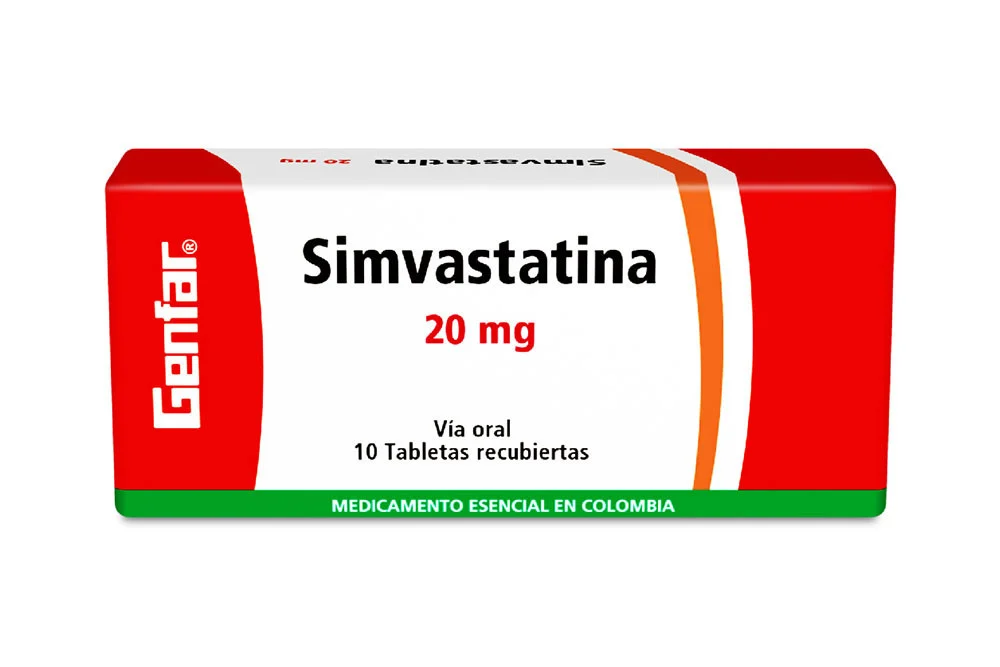 Simvastatina 20 mg
Genfar®
Simvastatina
20 mg
Vía oral
10 Tabletas recubiertas
MEDICAMENTO ESENCIAL EN COLOMBIA